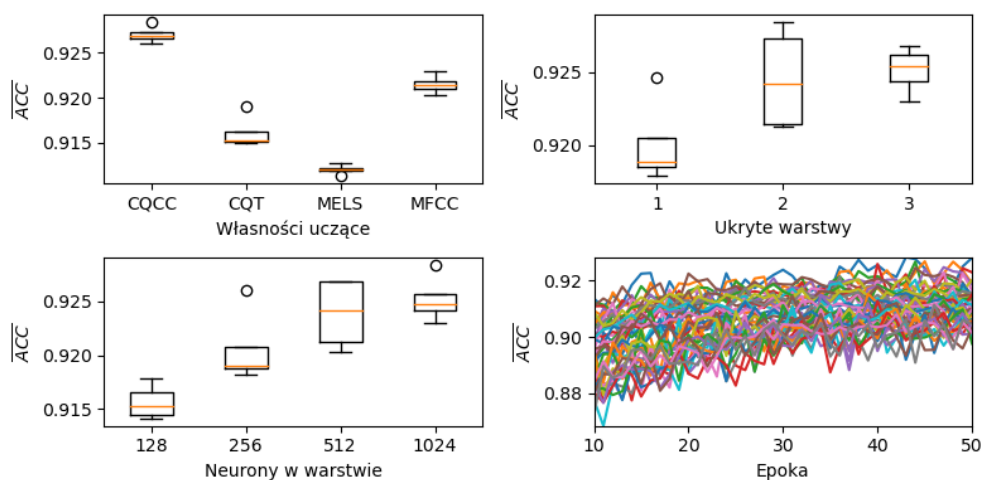 0.925
0.920
0.915
ACC
CQCC CQT MELS MFCC
Własności uczące
0.925
0.920
ACC
1 2 3
Ukryte warstwy
0.925
0.920
0.915
ACC
128 256 512 1024
Neurony w warstwie
0.92
0.90
0.88
ACC
10 20 30 40 50
Epoka